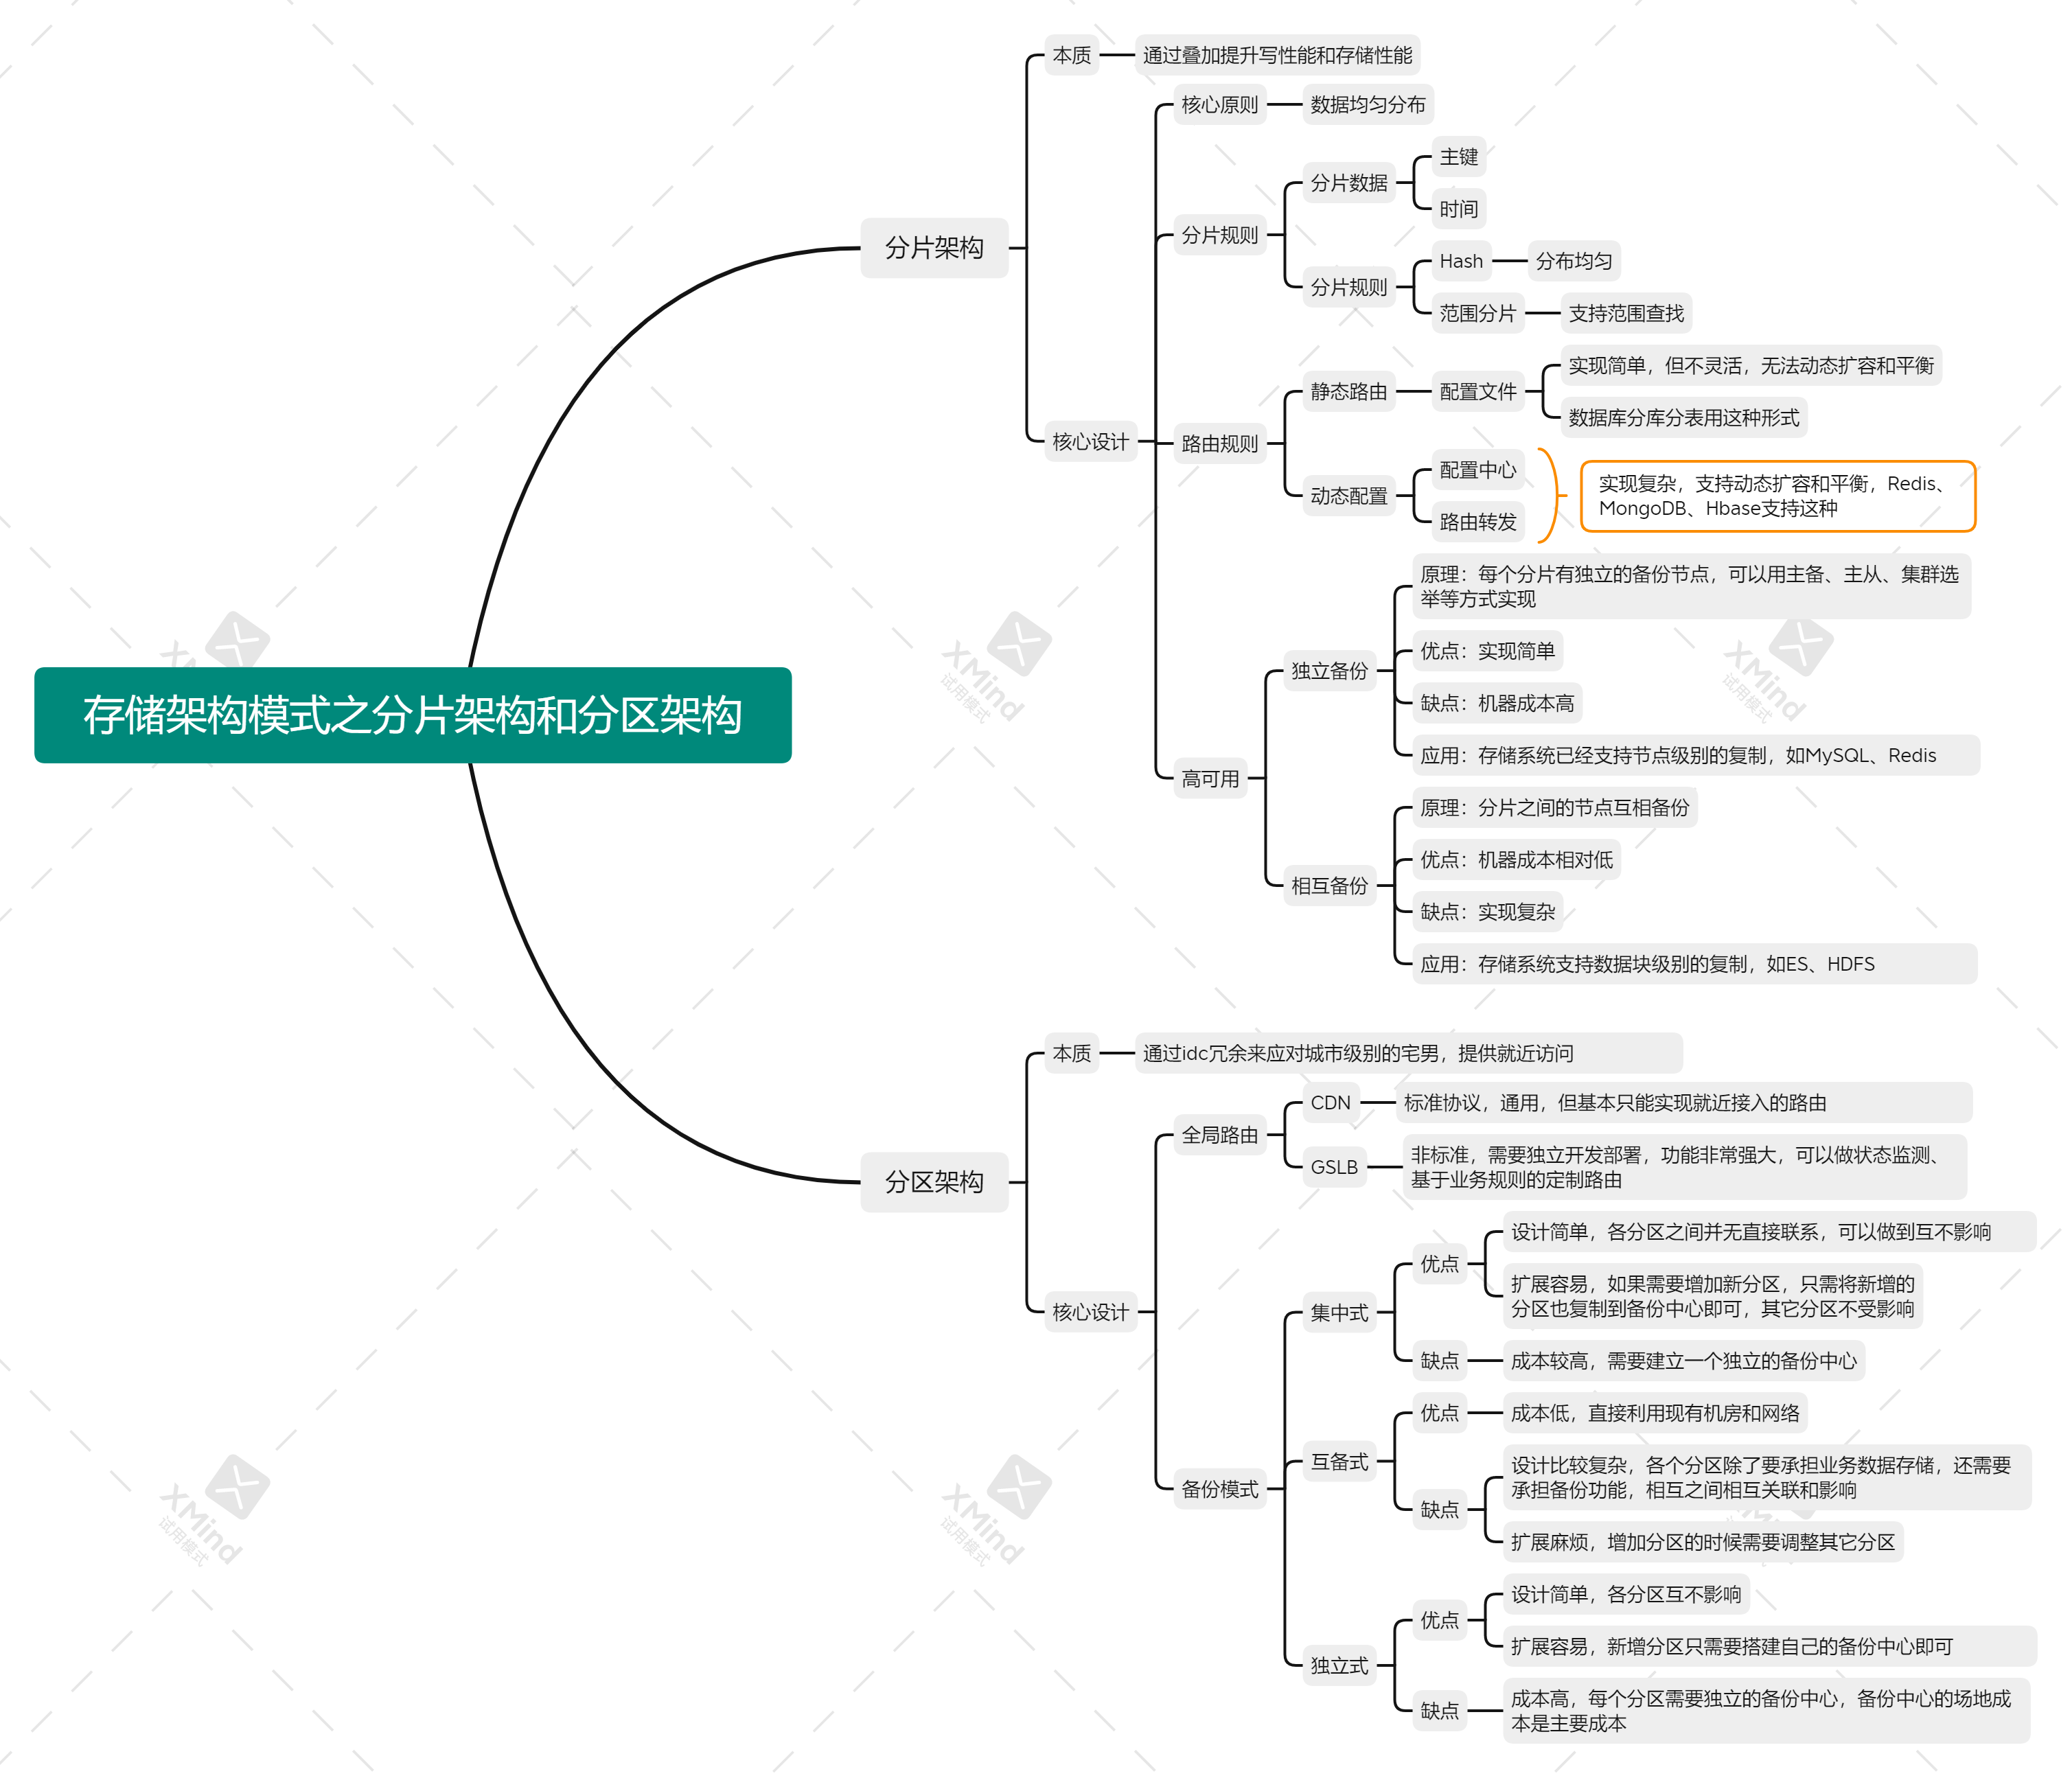 存储架构模式之分片架构和分区架构
分片架构
本质
通过叠加提升写性能和存储性能
核心设计
核心原则
数据均匀分布
分片规则
分片数据
主键
时间
分片规则
Hash
分布均匀
范围分片
支持范围查找
路由规则
静态路由
配置文件
实现简单，但不灵活，无法动态扩容和平衡
数据库分库分表用这种形式
动态配置
配置中心
路由转发
实现复杂，支持动态扩容和平衡，Redis、
MongoDB、Hbase支持这种
高可用
独立备份
原理：每个分片有独立的备份节点，可以用主备、主从、集群选
举等方式实现
优点：实现简单
缺点：机器成本高
应用：存储系统已经支持节点级别的复制，如MySQL、Redis
相互备份
原理：分片之间的节点互相备份
优点：机器成本相对低
缺点：实现复杂
应用：存储系统支持数据块级别的复制，如ES、HDFS
分区架构
本质
通过idc冗余来应对城市级别的宅男，提供就近访问
核心设计
全局路由
CDN
标准协议，通用，但基本只能实现就近接入的路由
GSLB
非标准，需要独立开发部署，功能非常强大，可以做状态监测、
基于业务规则的定制路由
备份模式
集中式
优点
设计简单，各分区之间并无直接联系，可以做到互不影响
扩展容易，如果需要增加新分区，只需将新增的
分区也复制到备份中心即可，其它分区不受影响
缺点
成本较高，需要建立一个独立的备份中心
互备式
优点
成本低，直接利用现有机房和网络
缺点
设计比较复杂，各个分区除了要承担业务数据存储，还需要
承担备份功能，相互之间相互关联和影响
扩展麻烦，增加分区的时候需要调整其它分区
独立式
优点
设计简单，各分区互不影响
扩展容易，新增分区只需要搭建自己的备份中心即可
缺点
成本高，每个分区需要独立的备份中心，备份中心的场地成
本是主要成本
XMind
试用模式
XMind
试用模式
XMind
试用模式
XMind
试用模式